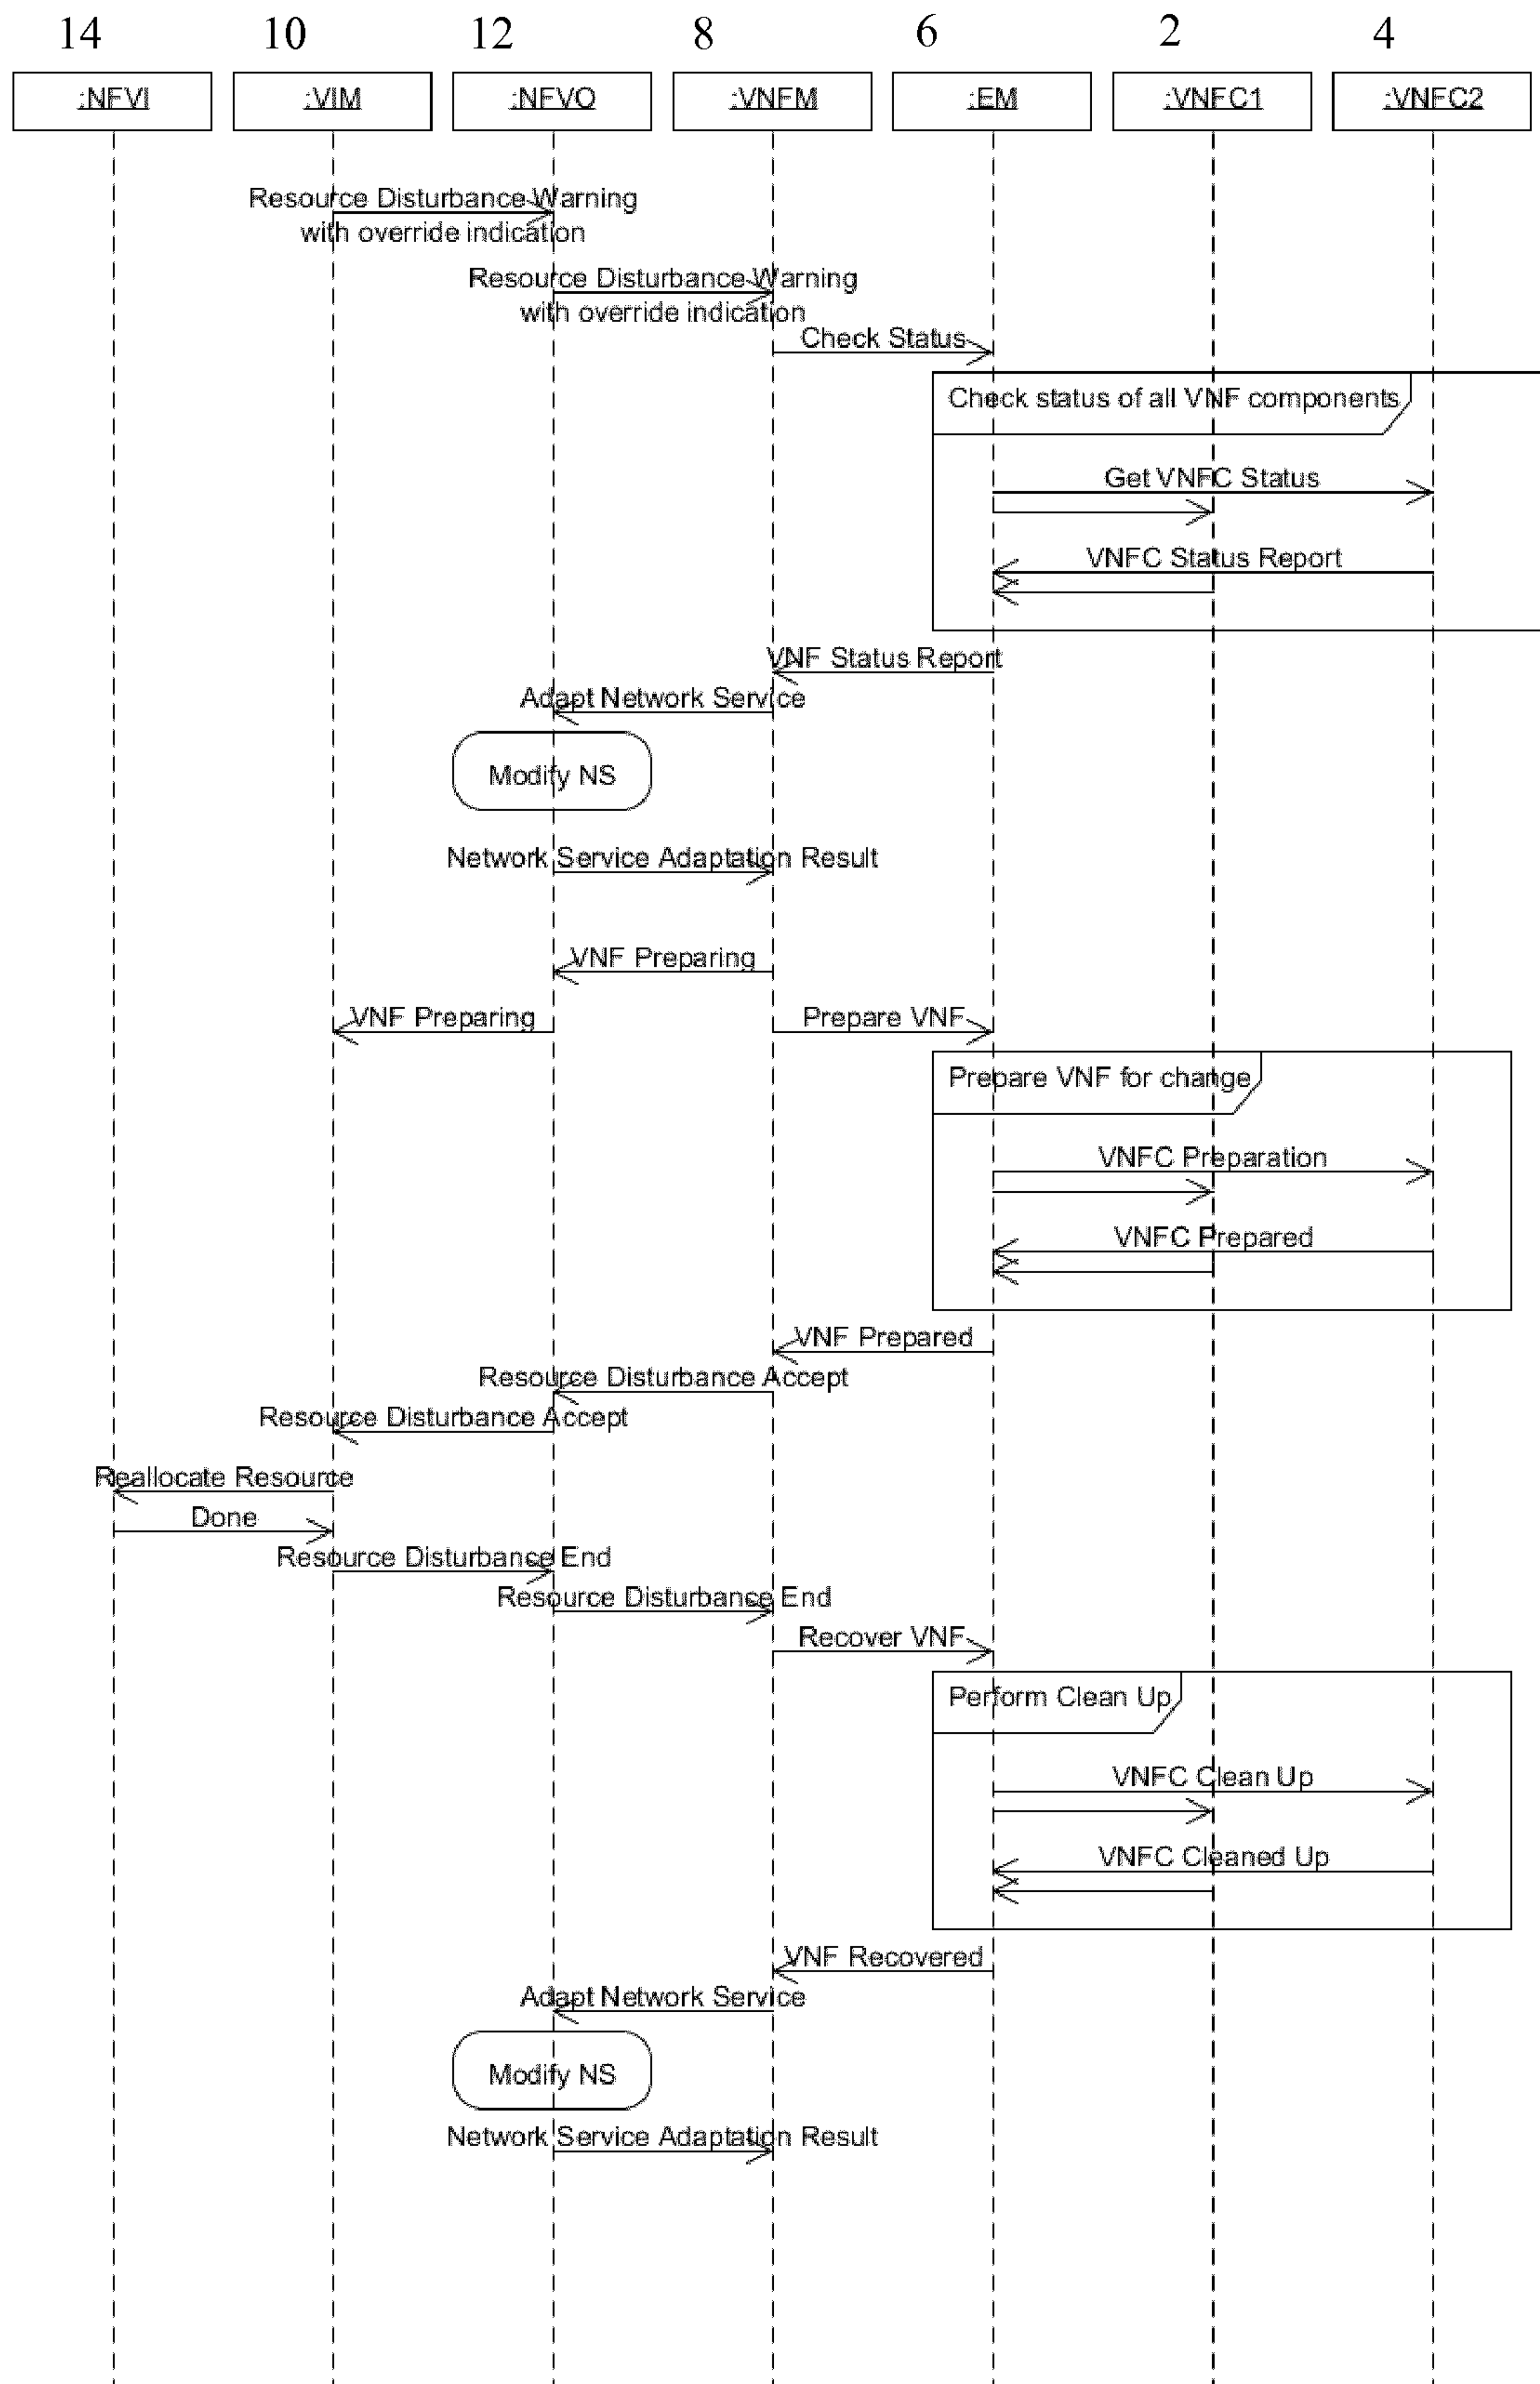 14 10 12 8 6 2 4
:NFVI :VIM :NFVO :VNFM :EM :VNFC1 :VNFC2
Resource Disturbance Warning
with override indication
Resource Disturbance Warning
with override indication
Check Status
Check status of all VNF components
Get VNFC Status
VNFC Status Report
VNF Status Report
Adapt Network Service
Modify NS
Network Service Adaptation Result
VNF Preparing
VNF Preparing Prepare VNF
Prepare VNF for change
VNFC Preparation
VNFC Prepared
VNF Prepared
Resource Disturbance Accept
Resource Disturbance Accept
Reallocate Resource
Done
Resource Disturbance End
Resource Disturbance End
Recover VNF
Perform Clean Up
VNFC Clean Up
VNFC Cleaned Up
VNF Recovered
Adapt Network Service
Modify NS
Network Service Adaptation Result